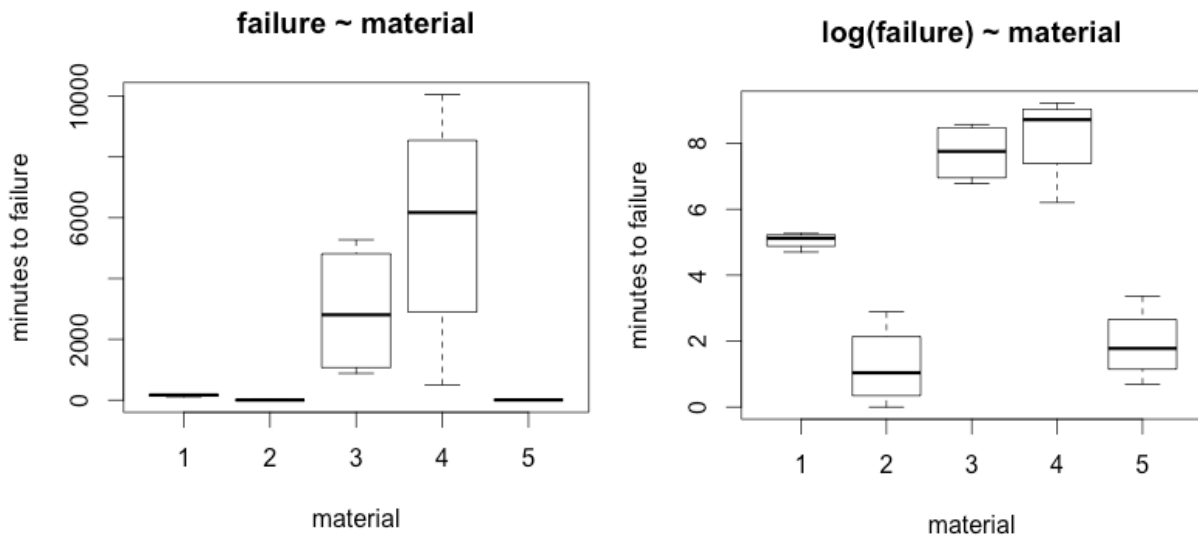 failure ~ material
minutes to failure
10000
6000
2000
0
1 2 3 4 5
material
log(failure) ~ material
minutes to failure
8
6
4
2
0
1 2 3 4 5
material